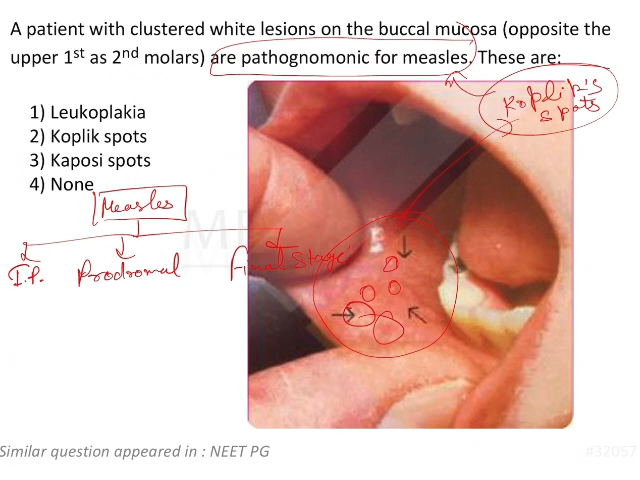 A patient with clustered white lesions on the buccal mucosa (opposite the
upper 1st as 2nd molars) are pathognomonic for measles. These are:
Koplik's
spots
1) Leukoplakia
2) Koplik spots
3) Kaposi spots
4) None
Measles
I.P. Prodromal Final stage
Similar question appeared in : NEET PG
#32057